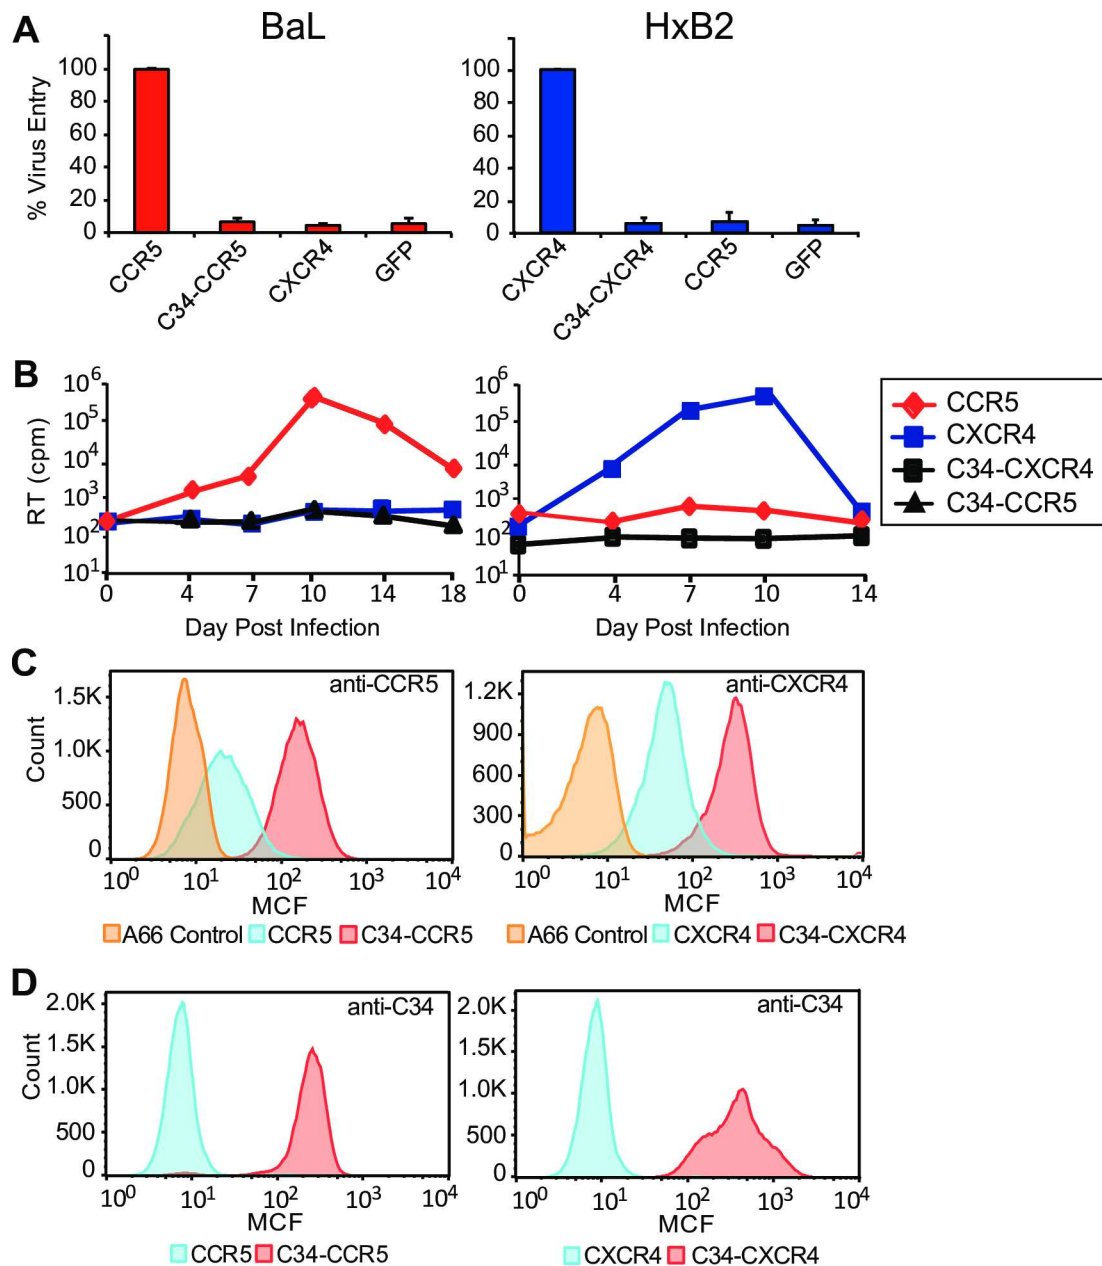 A
BaL
HxB2
% Virus Entry
100
80
60
40
20
0
CCR5
C34-CCR5
CXCR4
GFP
100
80
60
40
20
0
CXCR4
C34-CXCR4
CCR5
GFP
B
RT (cpm)
10^6
10^5
10^4
10^3
10^2
10^1
0 4 7 10 14 18
Day Post Infection
10^6
10^5
10^4
10^3
10^2
10^1
0 4 7 10 14
Day Post Infection
CCR5
CXCR4
C34-CXCR4
C34-CCR5
C
Count
anti-CCR5
1.5K
1.0K
500
0
10^0 10^1 10^2 10^3 10^4
MCF
A66 Control CCR5 C34-CCR5
anti-CXCR4
1.2K
900
600
300
0
10^0 10^1 10^2 10^3 10^4
MCF
A66 Control CXCR4 C34-CXCR4
D
Count
anti-C34
2.0K
1.5K
1.0K
500
0
10^0 10^1 10^2 10^3 10^4
MCF
CCR5 C34-CCR5
anti-C34
2.0K
1.5K
1.0K
500
0
10^0 10^1 10^2 10^3 10^4
MCF
CXCR4 C34-CXCR4